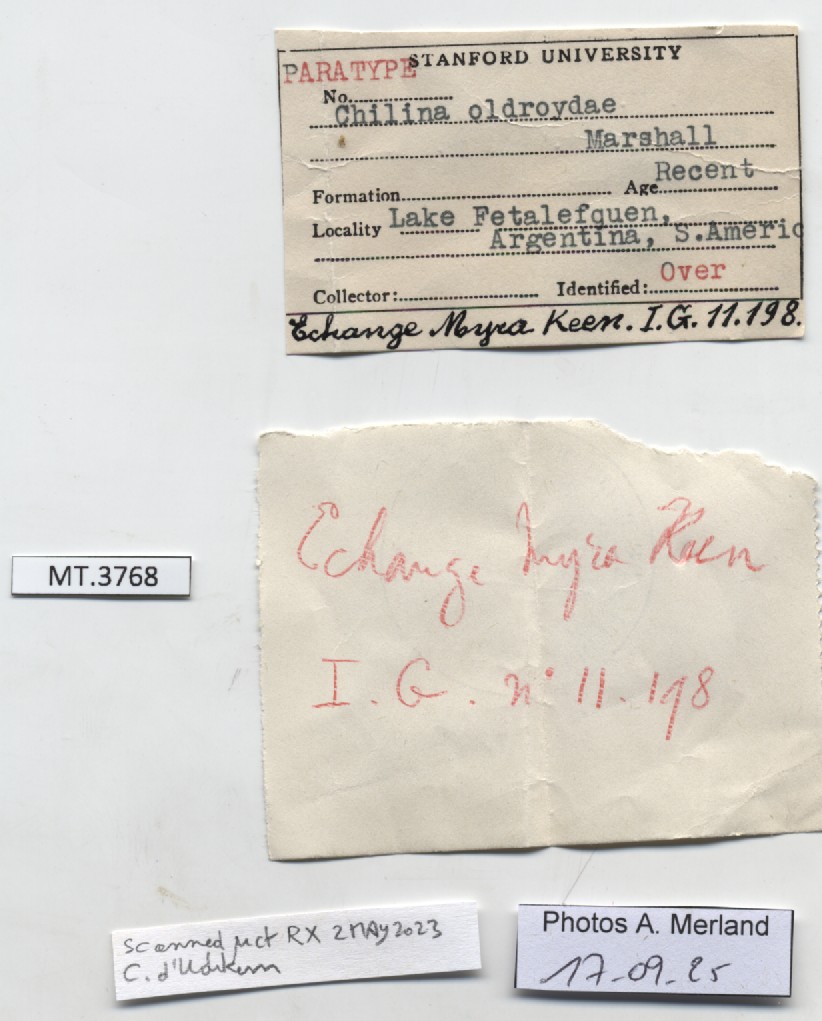 STANFORD UNIVERSITY
PARATYPE
No.
Chilina oldroydae
Marshall
Recent
Formation Age
Locality Lake Fetalefquen,
Argentina, S.Americ
Over
Collector: Identified:
Echange Myra Keen. I.G. 11.198.
Echange Myra Keen
I.G. n° 11.198
MT.3768
Scanned µct RX 2 MAY 2023
C. d'Udekem
Photos A. Merland
17-09-25